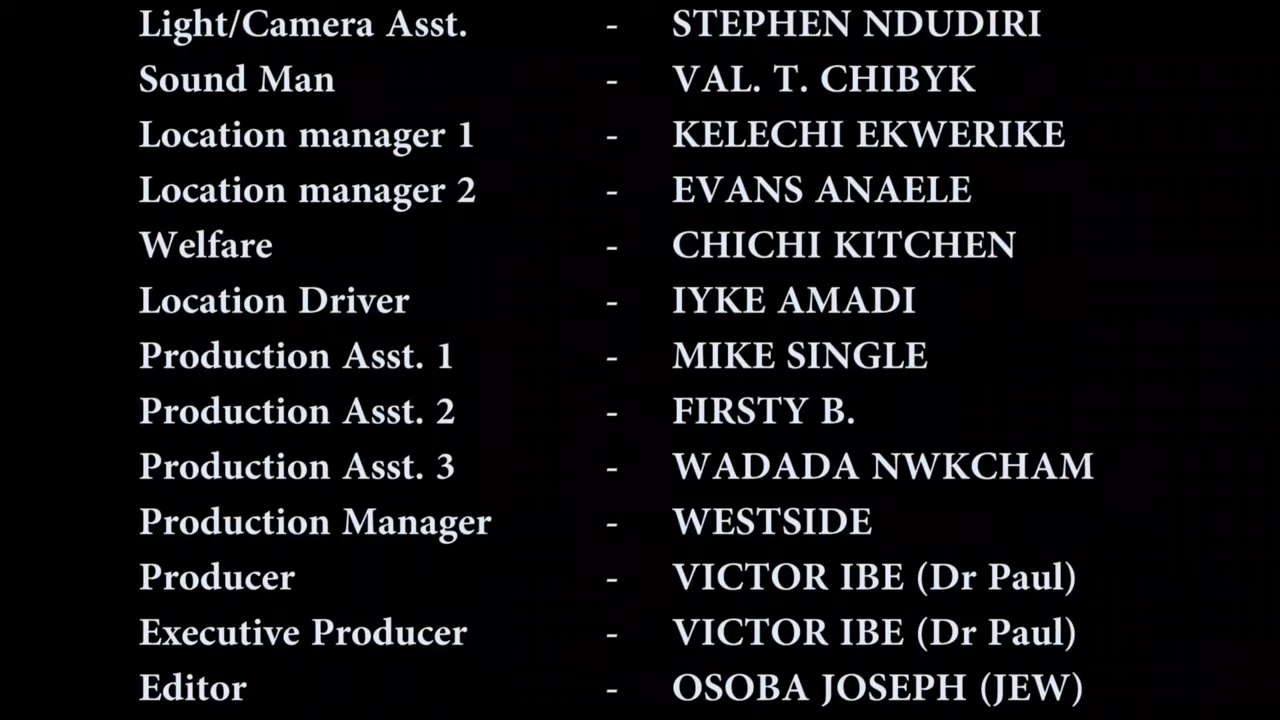 Light/Camera Asst. - STEPHEN NDUDIRI
Sound Man - VAL. T. CHIBYK
Location manager 1 - KELECHI EKWERIKE
Location manager 2 - EVANS ANAELE
Welfare - CHICHI KITCHEN
Location Driver - IYKE AMADI
Production Asst. 1 - MIKE SINGLE
Production Asst. 2 - FIRSTY B.
Production Asst. 3 - WADADA NWKCHAM
Production Manager - WESTSIDE
Producer - VICTOR IBE (Dr Paul)
Executive Producer - VICTOR IBE (Dr Paul)
Editor - OSOBA JOSEPH (JEW)